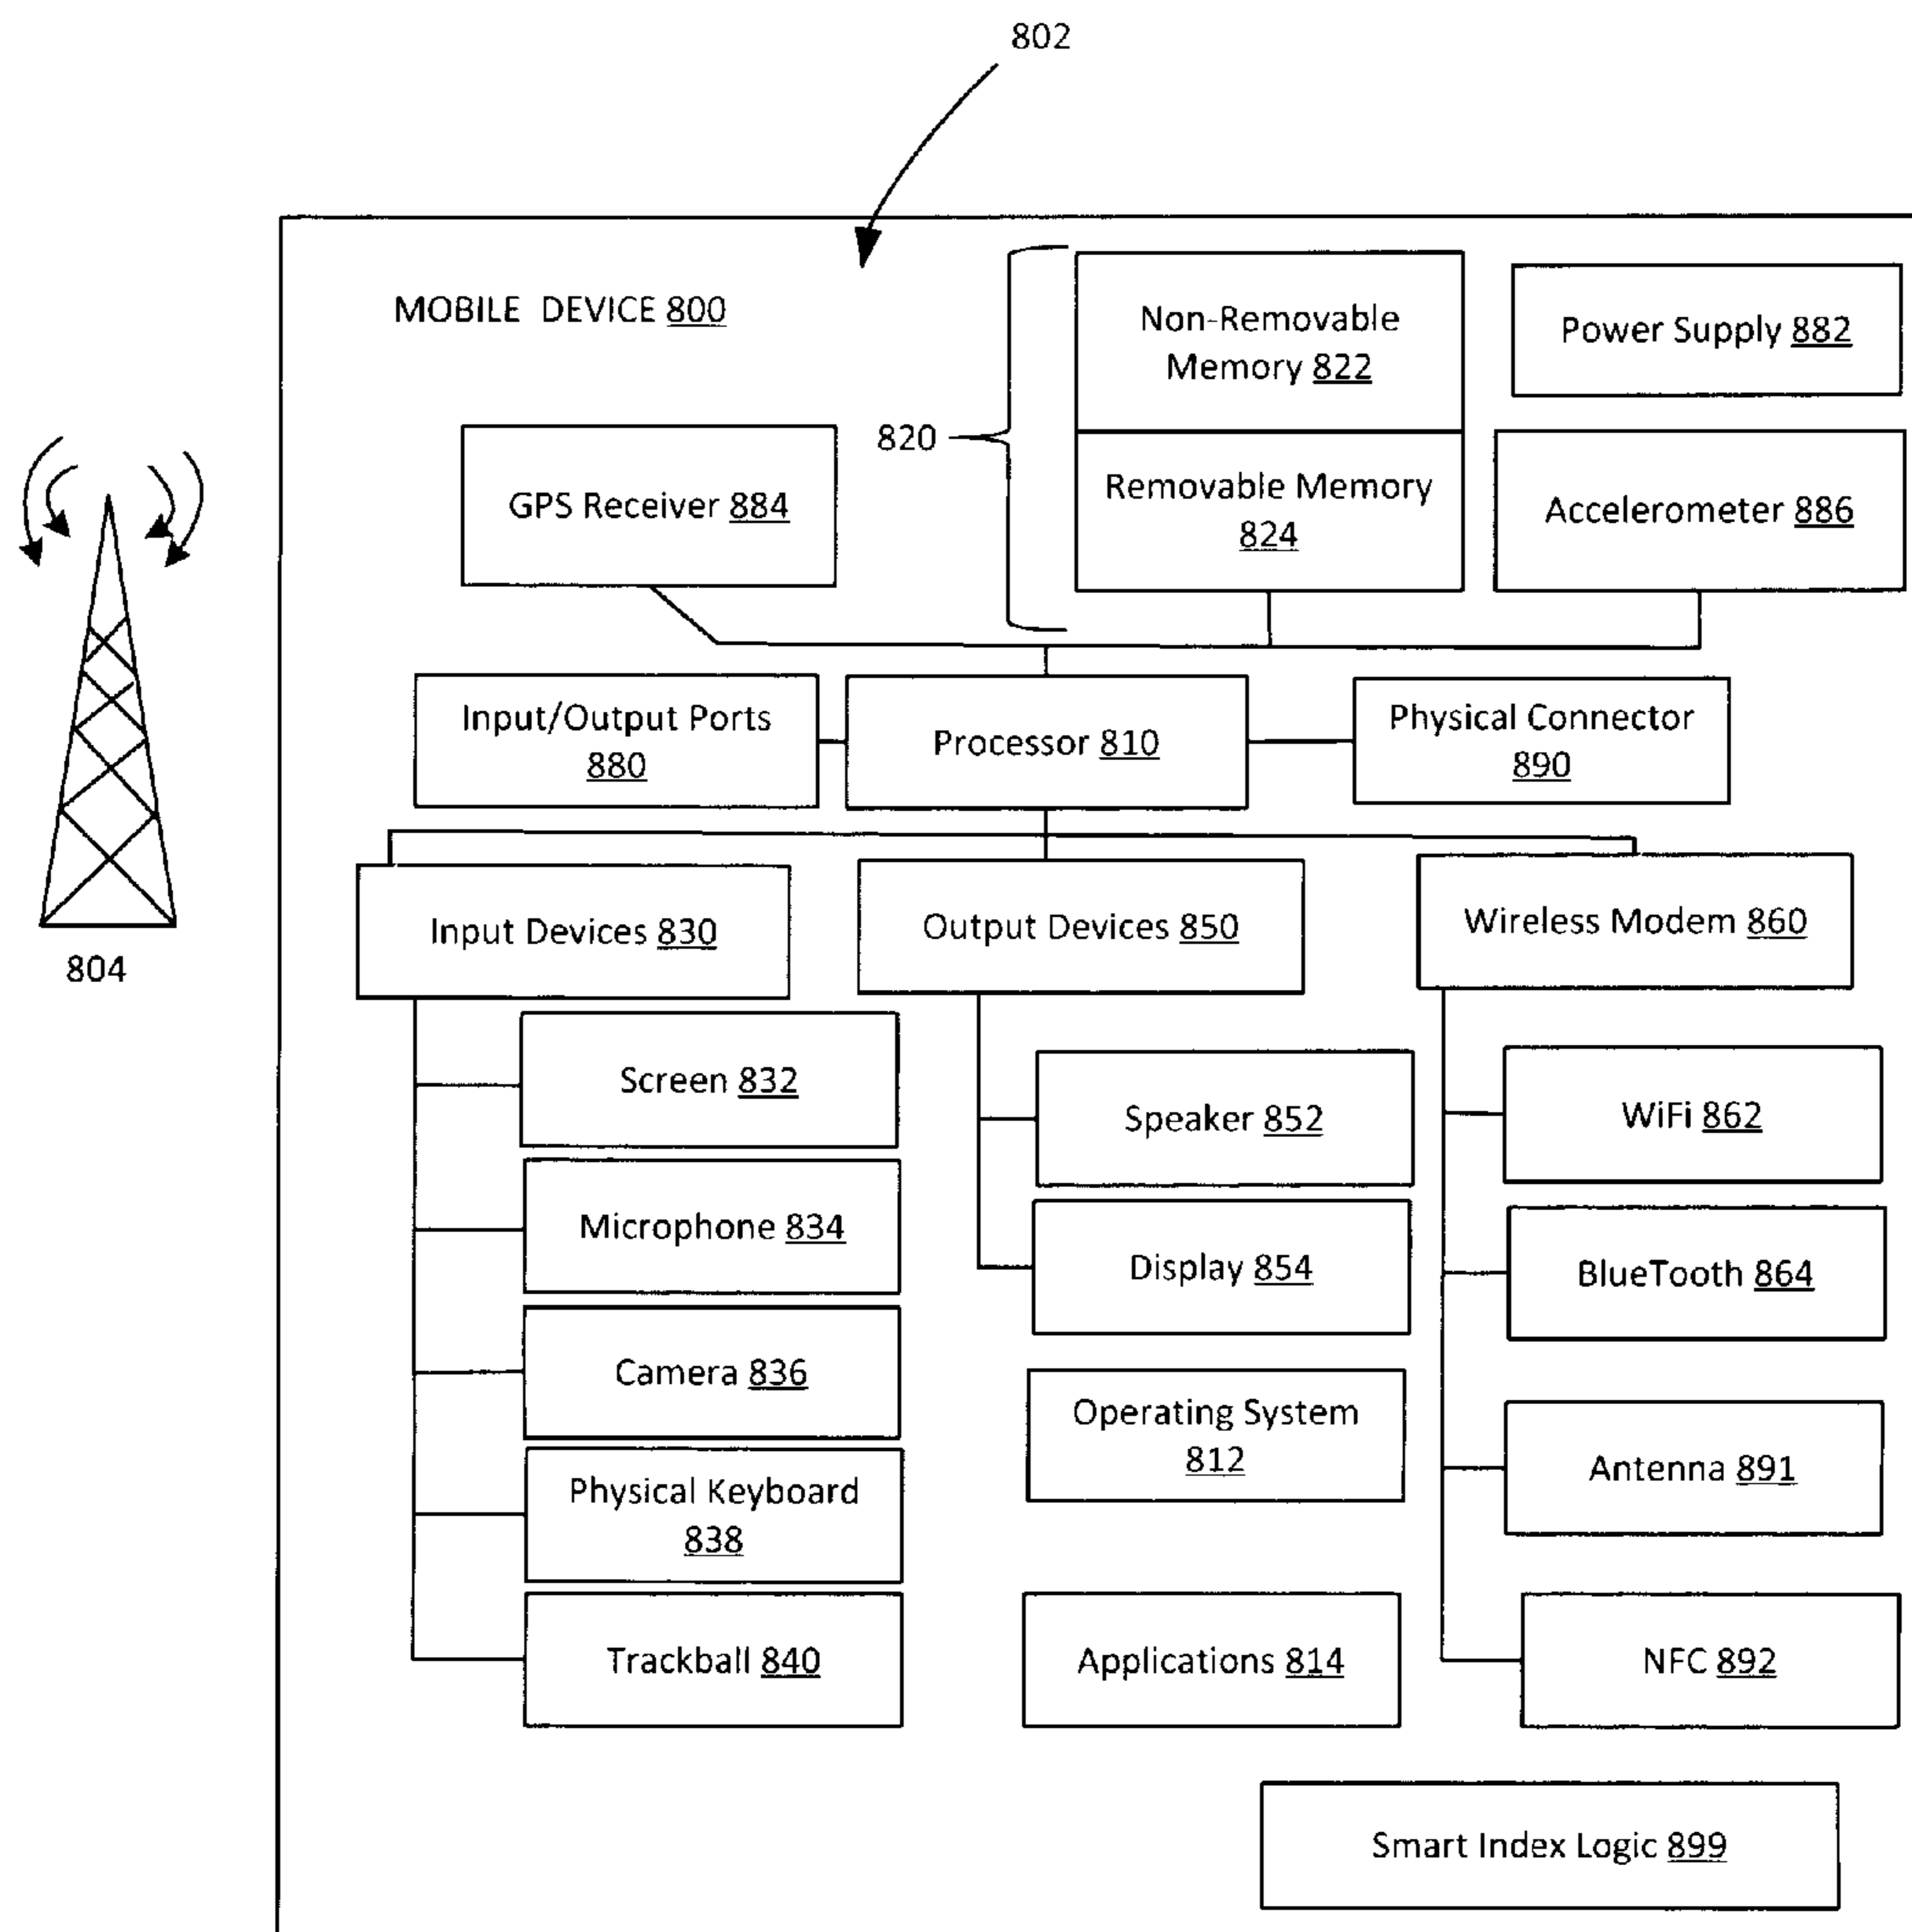 802
MOBILE DEVICE 800
Non-Removable
Memory 822
Power Supply 882
820
GPS Receiver 884
Removable Memory
824
Accelerometer 886
Input/Output Ports
880
Processor 810
Physical Connector
890
Input Devices 830
Output Devices 850
Wireless Modem 860
804
Screen 832
Speaker 852
WiFi 862
Microphone 834
Display 854
BlueTooth 864
Camera 836
Operating System
812
Antenna 891
Physical Keyboard
838
Trackball 840
Applications 814
NFC 892
Smart Index Logic 899